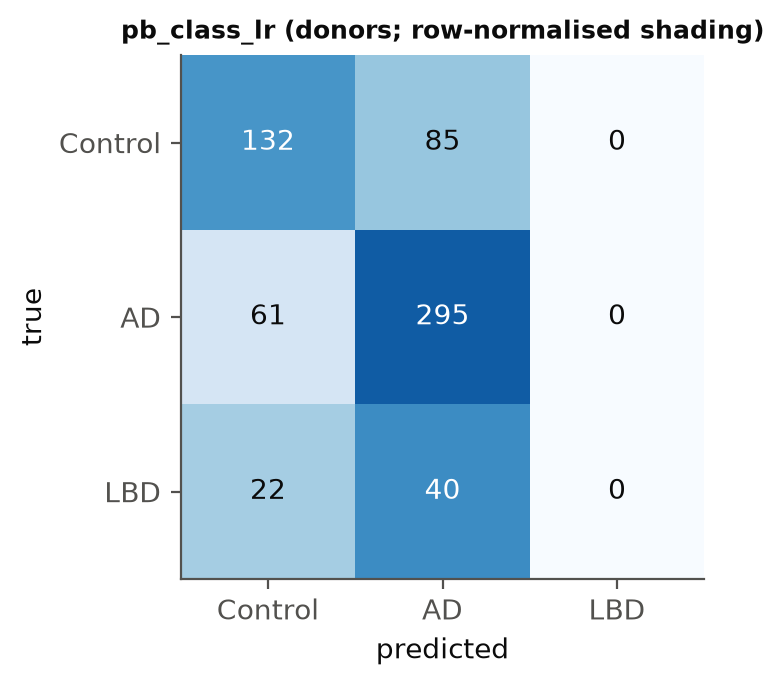 pb_class_lr (donors; row-normalised shading)
Control 132 85 0
true
AD 61 295 0
LBD 22 40 0
Control AD LBD
predicted